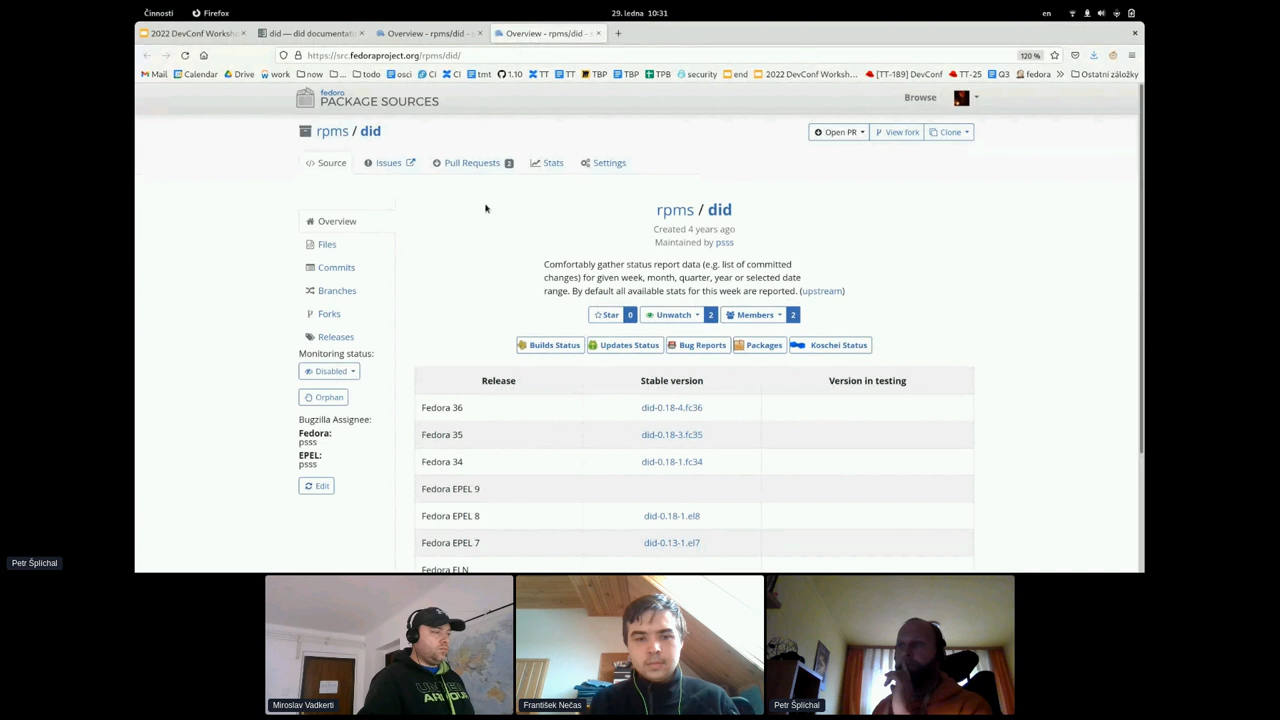 Činnosti
Firefox
29. ledna 10:31
en
2022 DevConf Worksh
did — did documentati
Overview - rpms/did -
Overview - rpms/did -
https://src.fedoraproject.org/rpms/did/
120 %
Mail
Calendar
Drive
work
now
...
todo
osci
CI
CI
tmt
1.10
TT
TT
TBP
TBP
TPB
security
end
2022 DevConf Worksh...
[TT-189] DevConf
TT-25
Q3
fedora
Ostatní záložky
fedora
PACKAGE SOURCES
Browse
rpms / did
Open PR
View fork
Clone
Source
Issues
Pull Requests 2
Stats
Settings
Overview
Files
Commits
Branches
Forks
Releases
Monitoring status:
Disabled
Orphan
Bugzilla Assignee:
Fedora:
psss
EPEL:
psss
Edit
rpms / did
Created 4 years ago
Maintained by psss
Comfortably gather status report data (e.g. list of committed
changes) for given week, month, quarter, year or selected date
range. By default all available stats for this week are reported. (upstream)
Star 0
Unwatch 2
Members 2
Builds Status
Updates Status
Bug Reports
Packages
Koschei Status
Release Stable version Version in testing
Fedora 36 did-0.18-4.fc36
Fedora 35 did-0.18-3.fc35
Fedora 34 did-0.18-1.fc34
Fedora EPEL 9
Fedora EPEL 8 did-0.18-1.el8
Fedora EPEL 7 did-0.13-1.el7
Fedora ELN
Petr Šplíchal
Miroslav Vadkerti
František Nečas
Petr Šplíchal